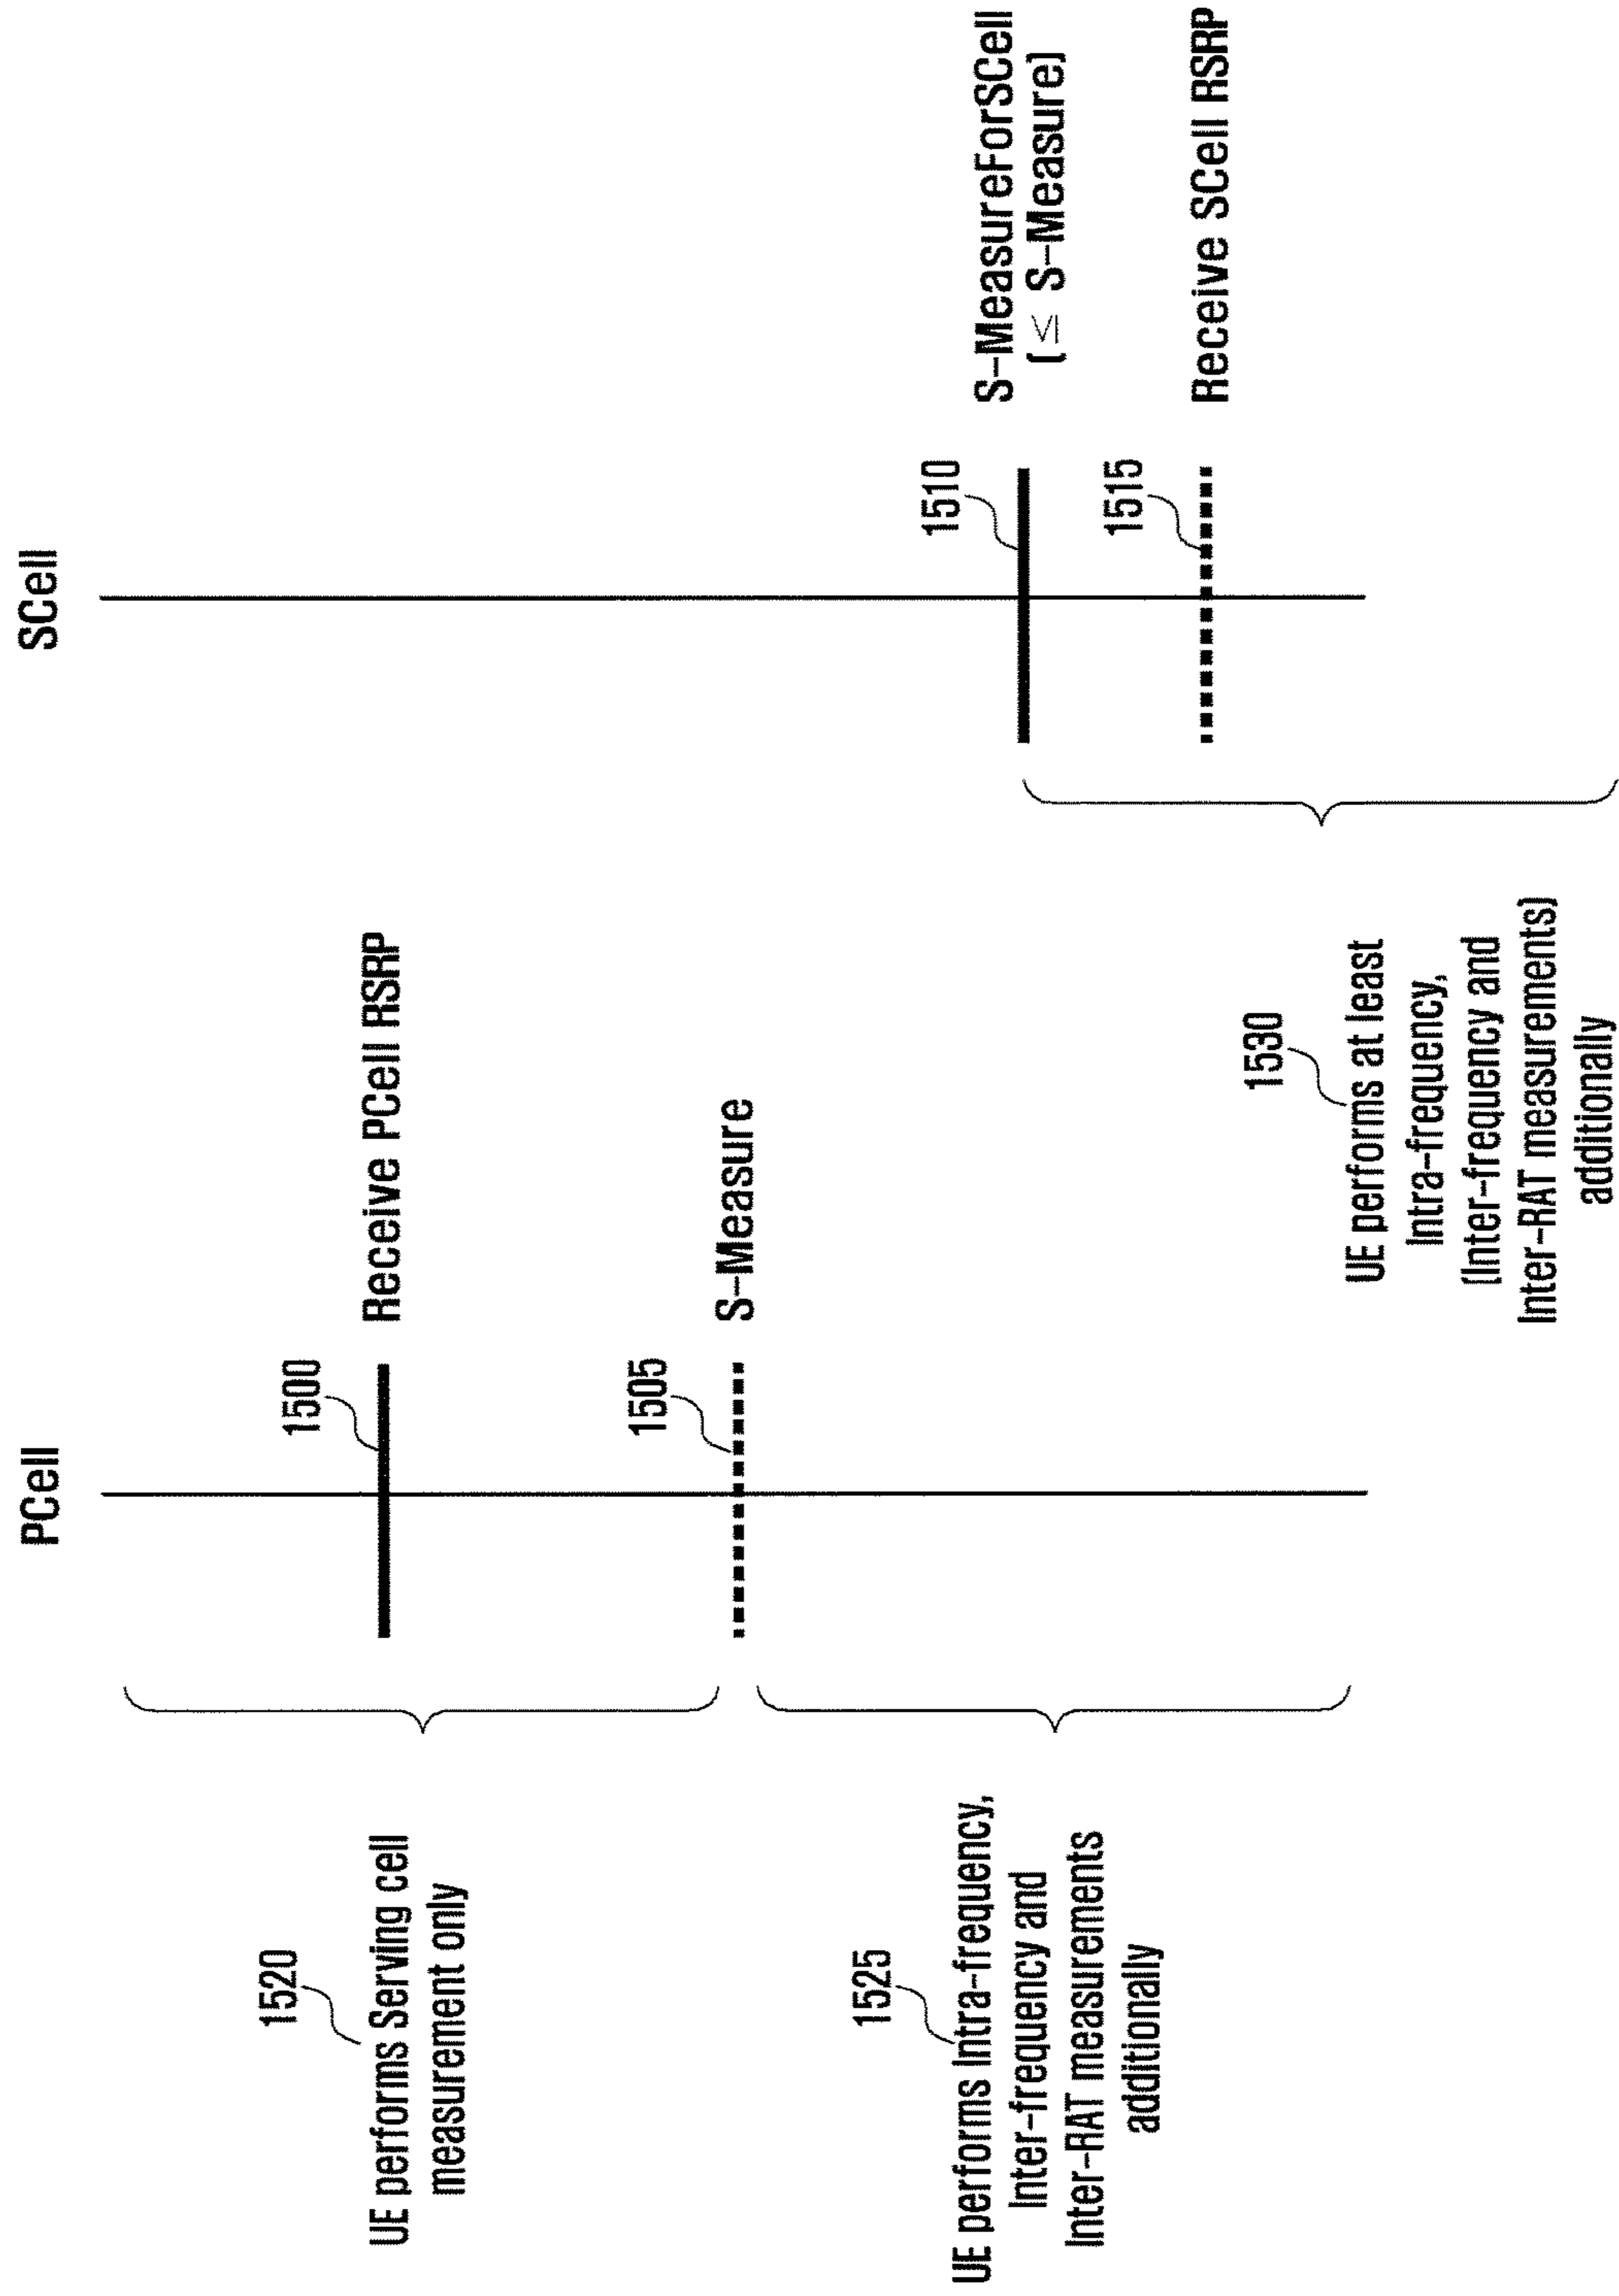 PCell
SCell
1500
Receive PCell RSRP
1520
UE performs Serving cell
measurement only
1505
S-Measure
1510
S-MeasureForSCell
(≤ S-Measure)
1515
Receive SCell RSRP
1525
UE performs Intra-frequency,
Inter-frequency and
Inter-RAT measurements
additionally
1530
UE performs at least
Intra-frequency,
(Inter-frequency and
Inter-RAT measurements)
additionally